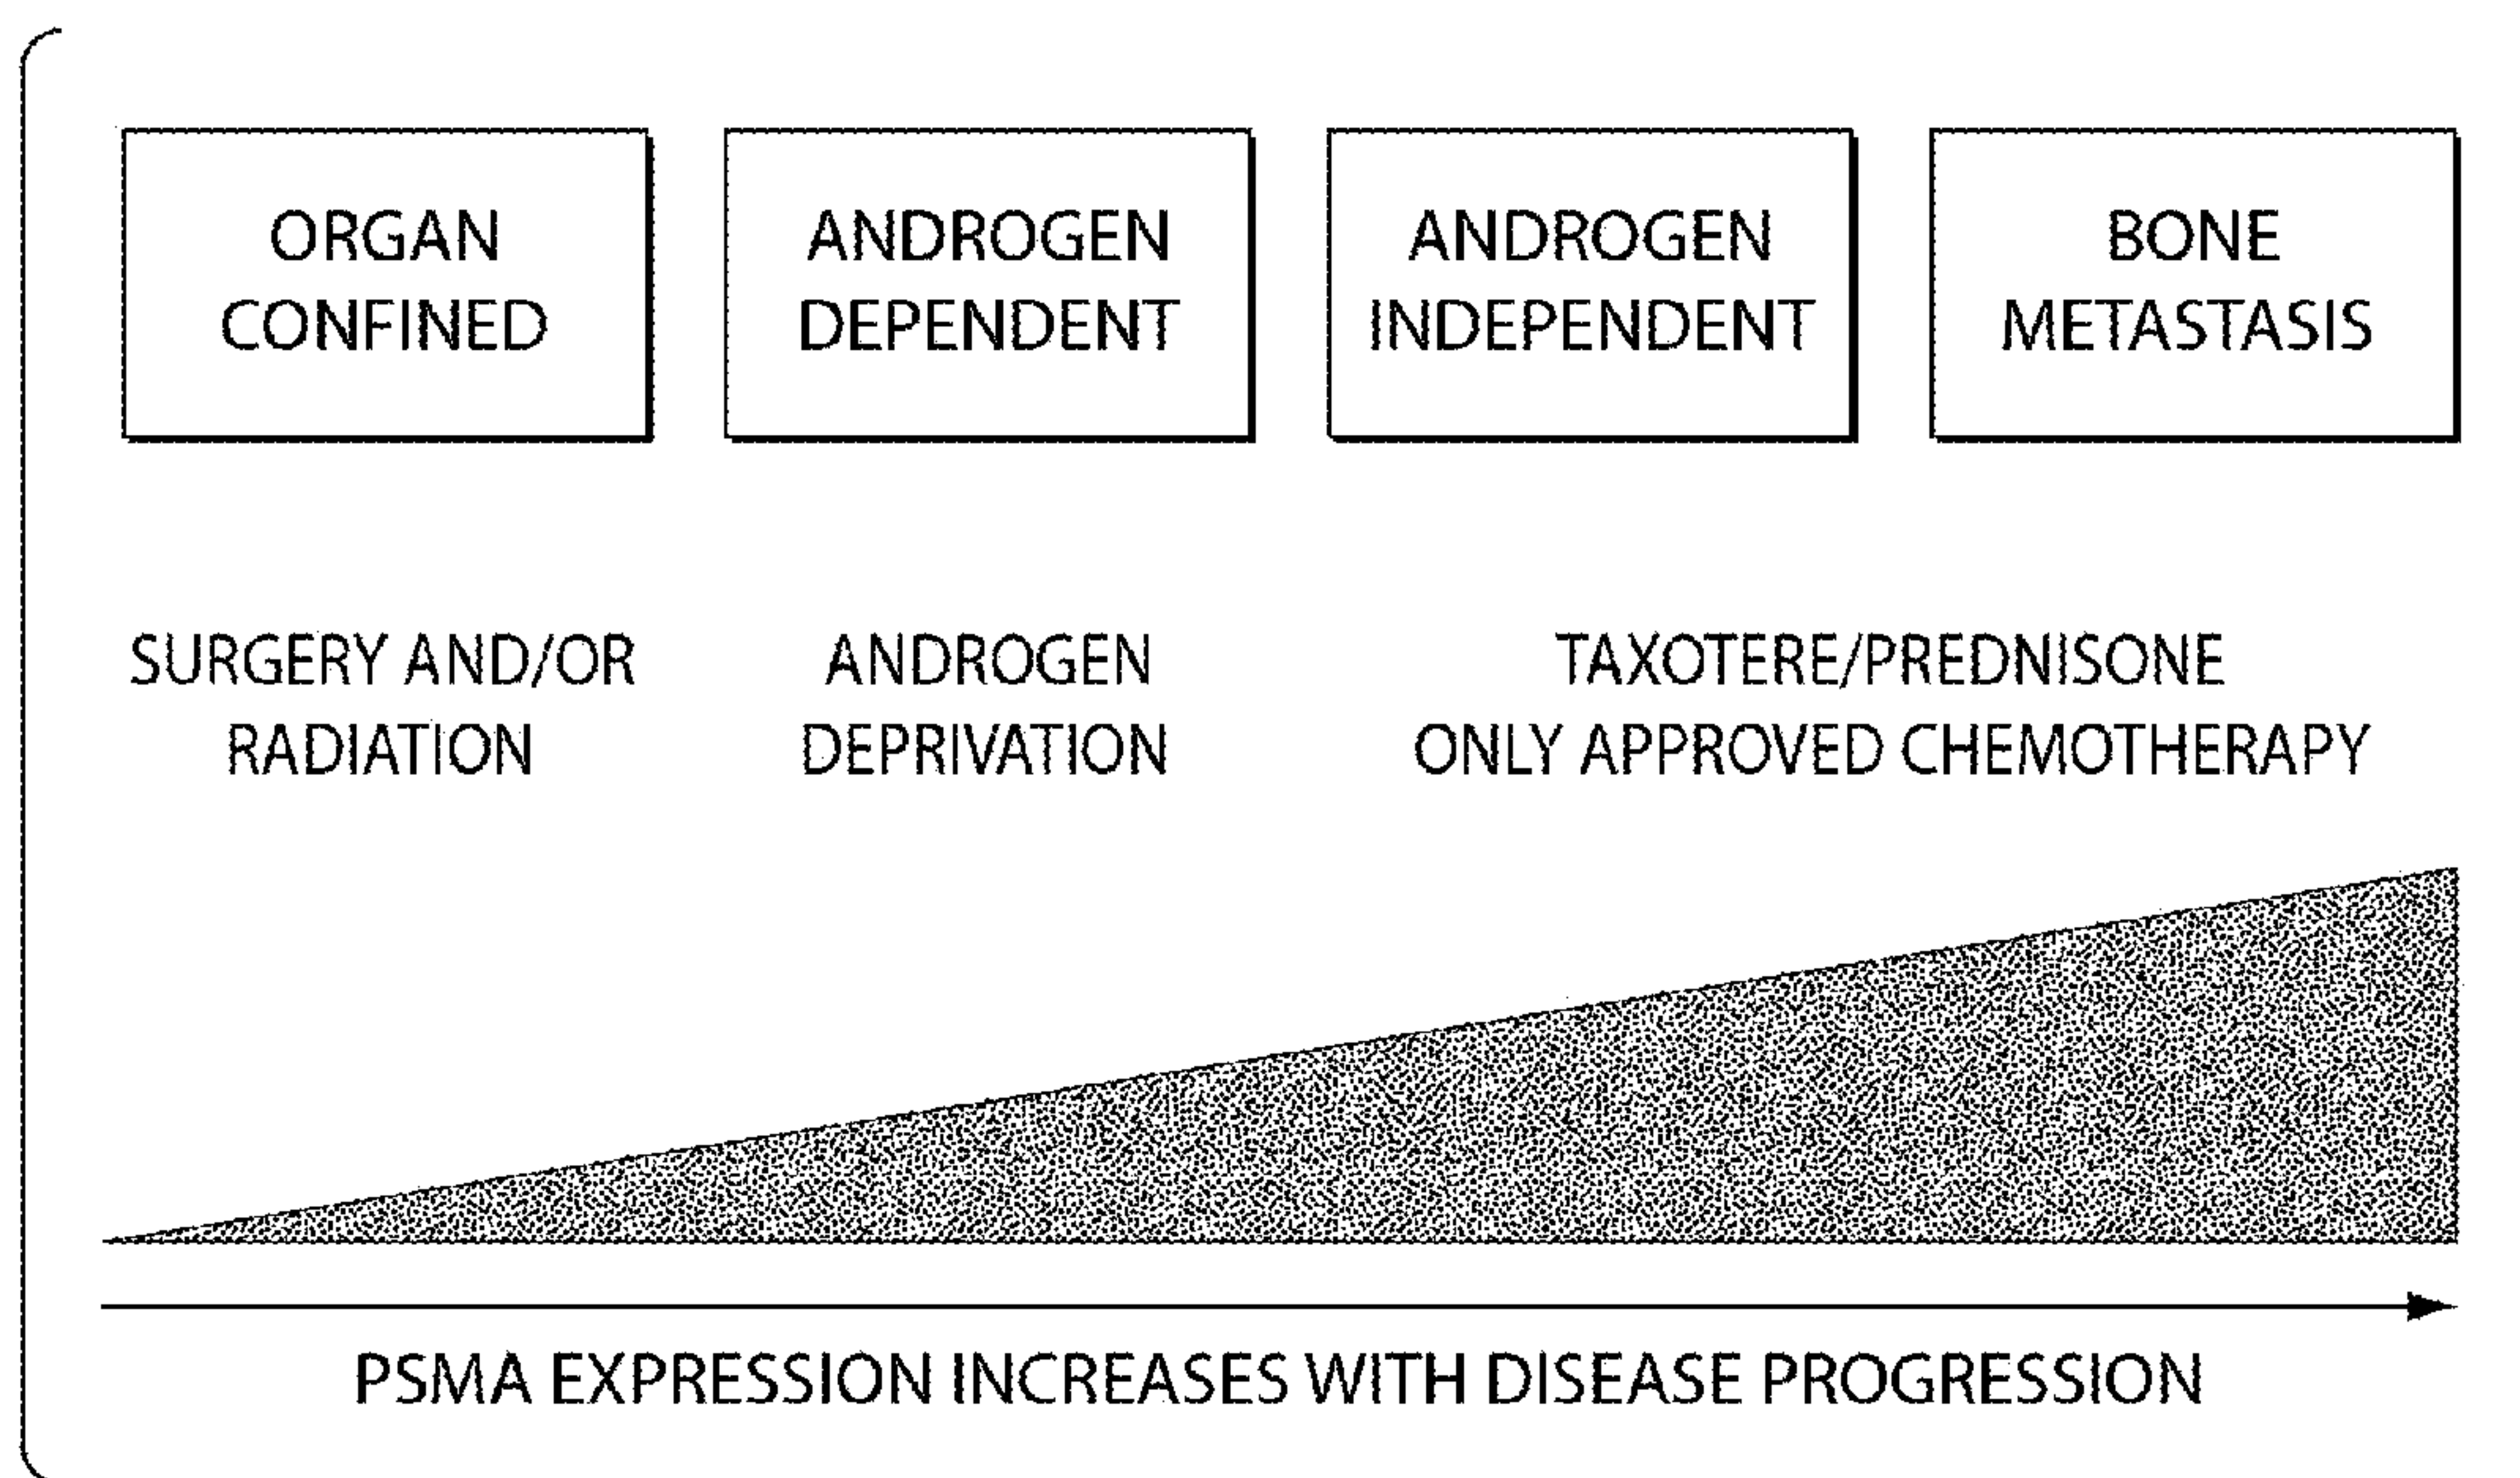 ORGAN
CONFINED
ANDROGEN
DEPENDENT
ANDROGEN
INDEPENDENT
BONE
METASTASIS
SURGERY AND/OR
RADIATION
ANDROGEN
DEPRIVATION
TAXOTERE/PREDNISONE
ONLY APPROVED CHEMOTHERAPY
PSMA EXPRESSION INCREASES WITH DISEASE PROGRESSION